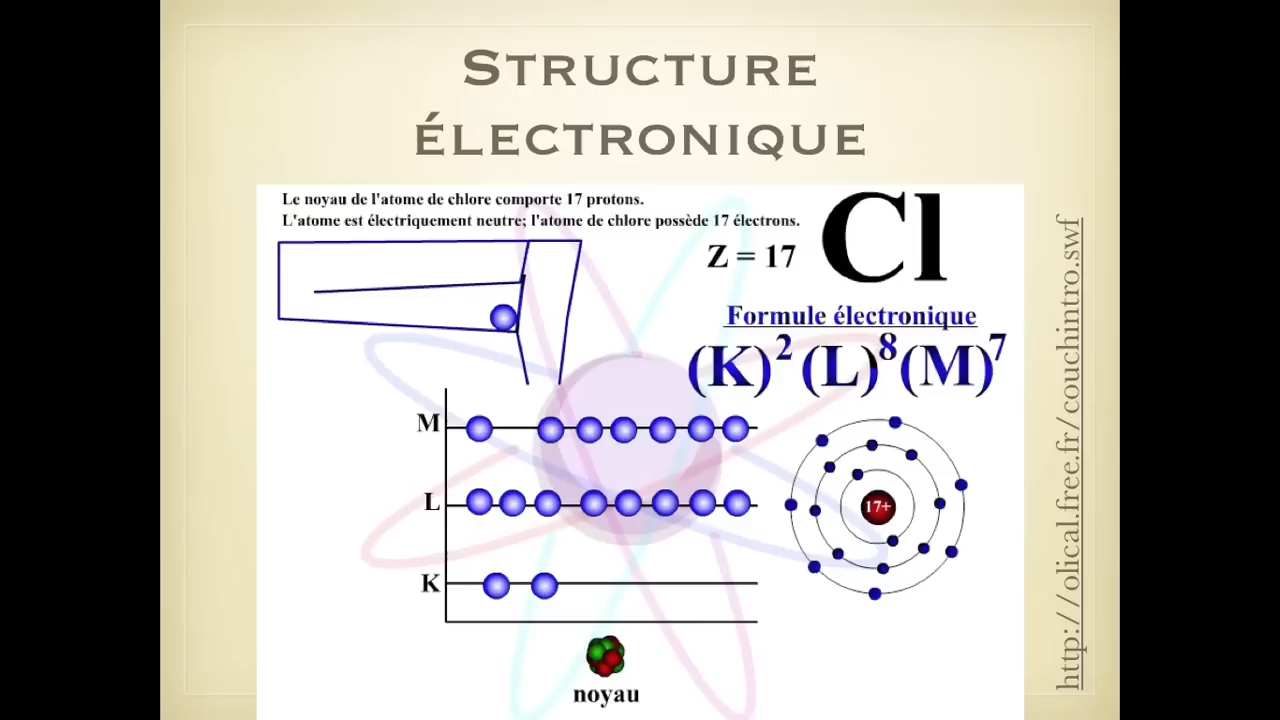 STRUCTURE
ÉLECTRONIQUE
Le noyau de l'atome de chlore comporte 17 protons.
L'atome est électriquement neutre; l'atome de chlore possède 17 électrons.
Cl
Z = 17
Formule électronique
(K)² (L)⁸ (M)⁷
M
L
K
17+
noyau
http://olical.free.fr/couchintro.swf